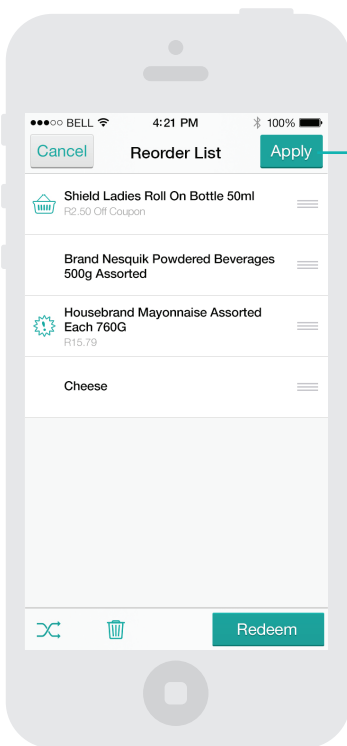 BELL 4:21 PM 100%
Cancel Reorder List Apply
Shield Ladies Roll On Bottle 50ml
R2.50 Off Coupon
Brand Nesquik Powdered Beverages
500g Assorted
Housebrand Mayonnaise Assorted
Each 760G
R15.79
Cheese
Redeem